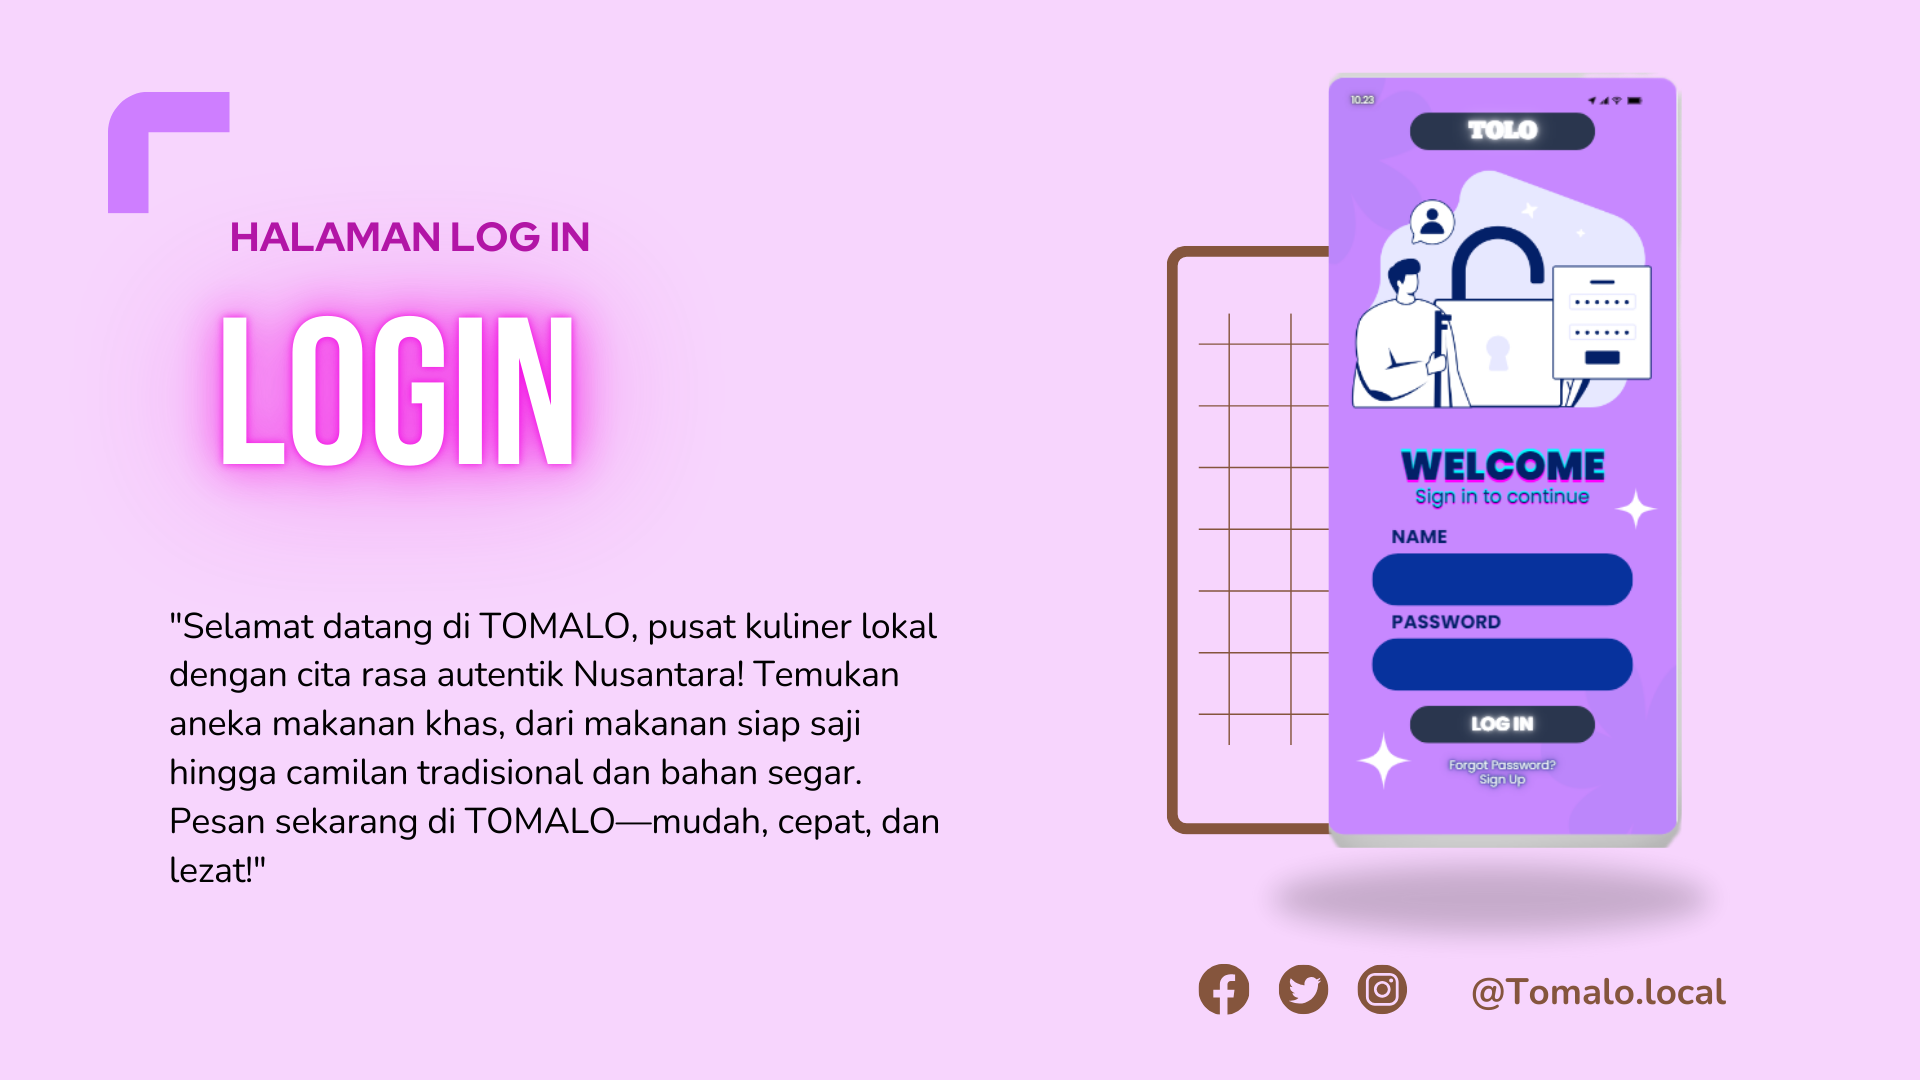 HALAMAN LOG IN
LOGIN
"Selamat datang di TOMALO, pusat kuliner lokal
dengan cita rasa autentik Nusantara! Temukan
aneka makanan khas, dari makanan siap saji
hingga camilan tradisional dan bahan segar.
Pesan sekarang di TOMALO—mudah, cepat, dan
lezat!"
10.23
TOLO
WELCOME
Sign in to continue
NAME
PASSWORD
LOG IN
Forgot Password?
Sign Up
@Tomalo.local